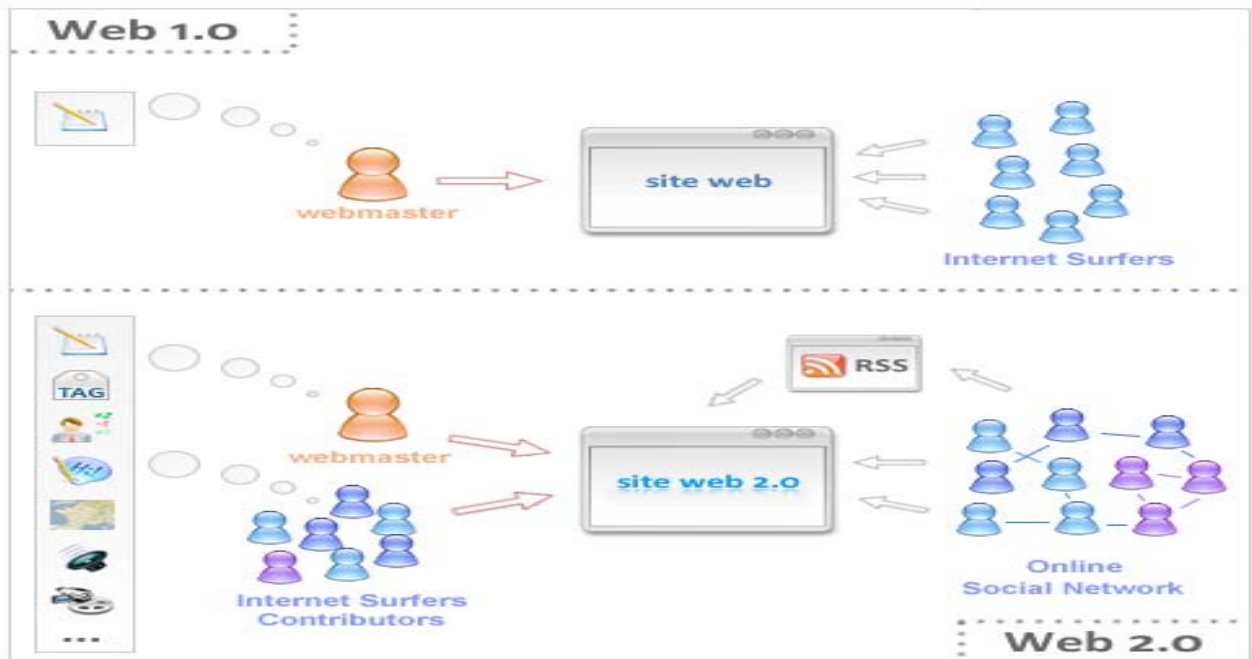 Web 1.0
webmaster
site web
Internet Surfers
TAG
Hi!
webmaster
Internet Surfers
Contributors
site web 2.0
RSS
Online
Social Network
...
Web 2.0